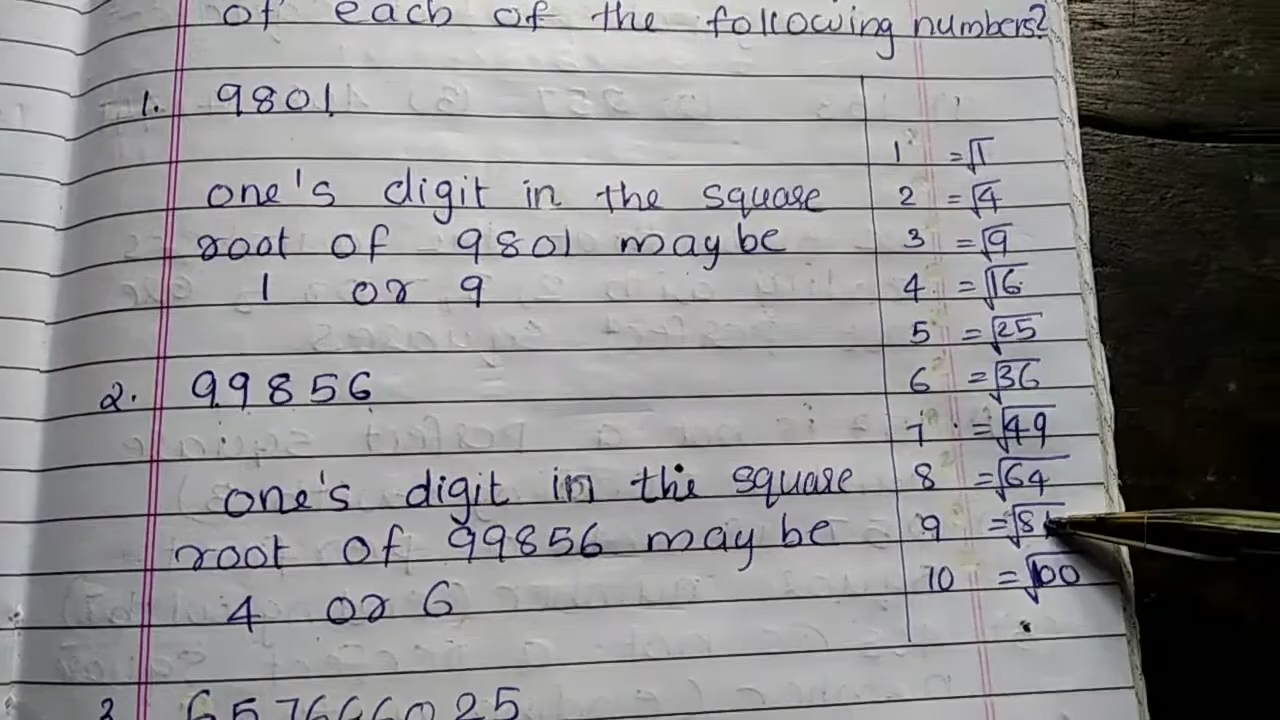 of each of the following numbers?
1. 9801
one's digit in the square
root of 9801 may be
1 or 9
2. 99856
one's digit in the square
root of 99856 may be
4 or 6
3. 657666025
1 = √1
2 = √4
3 = √9
4 = √16
5 = √25
6 = √36
7 = √49
8 = √64
9 = √81
10 = √100